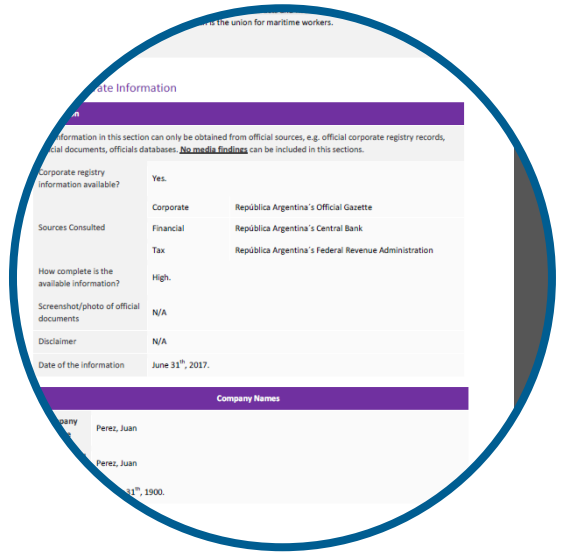 is the union for maritime workers.
ate Information
information in this section can only be obtained from official sources, e.g. official corporate registry records,
cial documents, officials databases. No media findings can be included in this sections.
Corporate registry
information available?
Yes.
Sources Consulted
Corporate República Argentina´s Official Gazette
Financial República Argentina´s Central Bank
Tax República Argentina´s Federal Revenue Administration
How complete is the
available information?
High.
Screenshot/photo of official
documents
N/A
Disclaimer N/A
Date of the information June 31th, 2017.
Company Names
pany
Perez, Juan
Perez, Juan
31th, 1900.